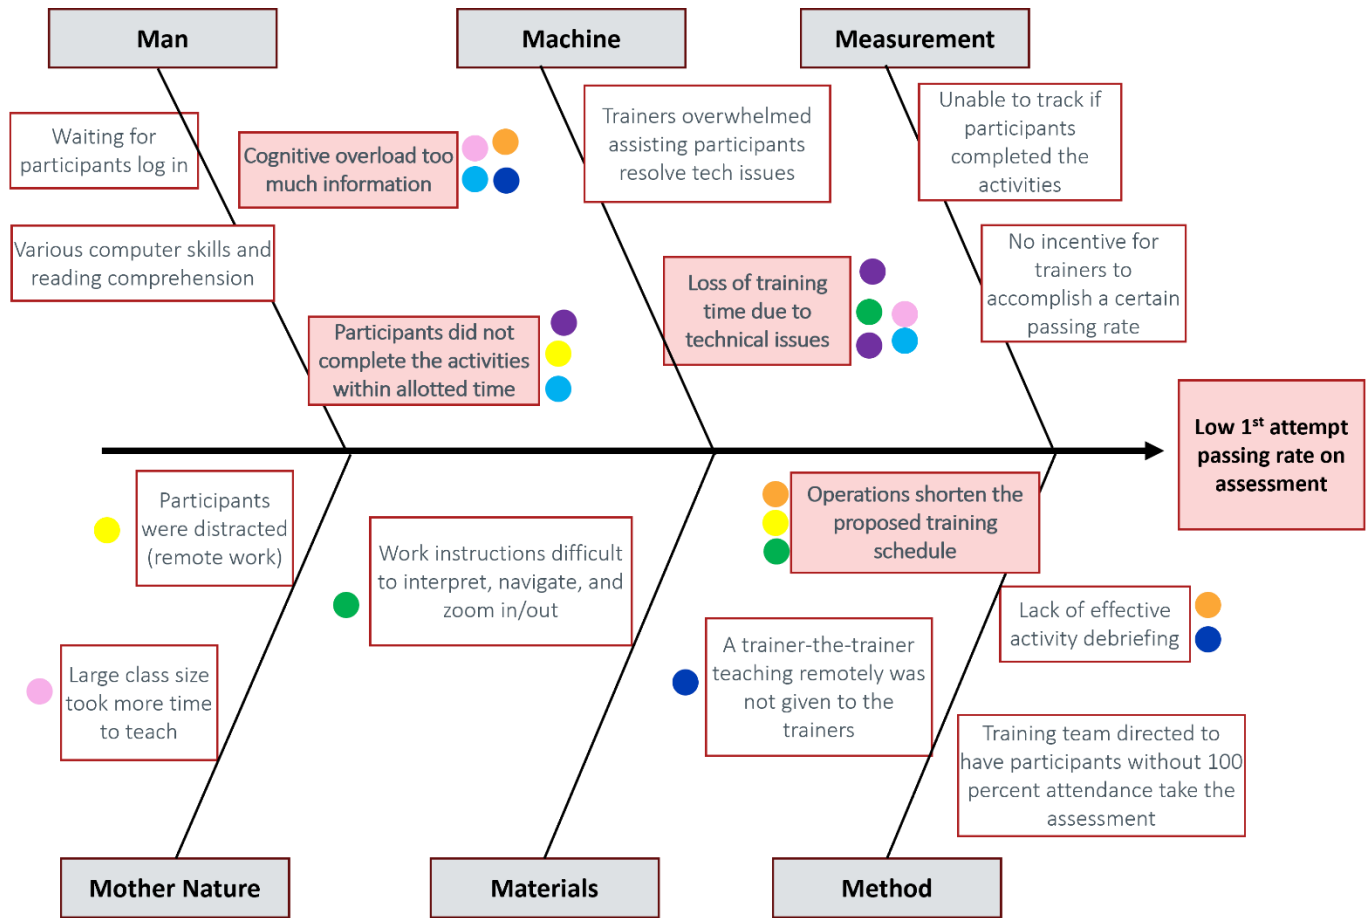 Man
Machine
Measurement
Waiting for
participants log in
Cognitive overload too
much information
Various computer skills and
reading comprehension
Participants did not
complete the activities
within allotted time
Trainers overwhelmed
assisting participants
resolve tech issues
Loss of training
time due to
technical issues
Unable to track if
participants
completed the
activities
No incentive for
trainers to
accomplish a certain
passing rate
Low 1st attempt
passing rate on
assessment
Participants
were distracted
(remote work)
Large class size
took more time
to teach
Work instructions difficult
to interpret, navigate, and
zoom in/out
Operations shorten the
proposed training
schedule
A trainer-the-trainer
teaching remotely was
not given to the
trainers
Lack of effective
activity debriefing
Training team directed to
have participants without 100
percent attendance take the
assessment
Mother Nature
Materials
Method